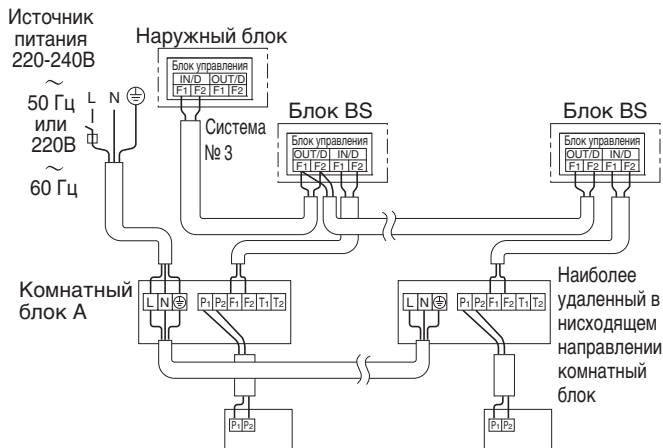 Источник
питания
220-240В
~
50 Гц
или
220В
~
60 Гц
L N
Наружный блок
Блок управления
IN/D OUT/D
F1 F2 F1 F2
Система
№ 3
Блок BS
Блок управления
OUT/D IN/D
F1 F2 F1 F2
Блок BS
Блок управления
OUT/D IN/D
F1 F2 F1 F2
Комнатный
блок A
L N
P1 P2 F1 F2 T1 T2
L N
P1 P2 F1 F2 T1 T2
Наиболее
удаленный в
нисходящем
направлении
комнатный
блок
P1 P2
P1 P2